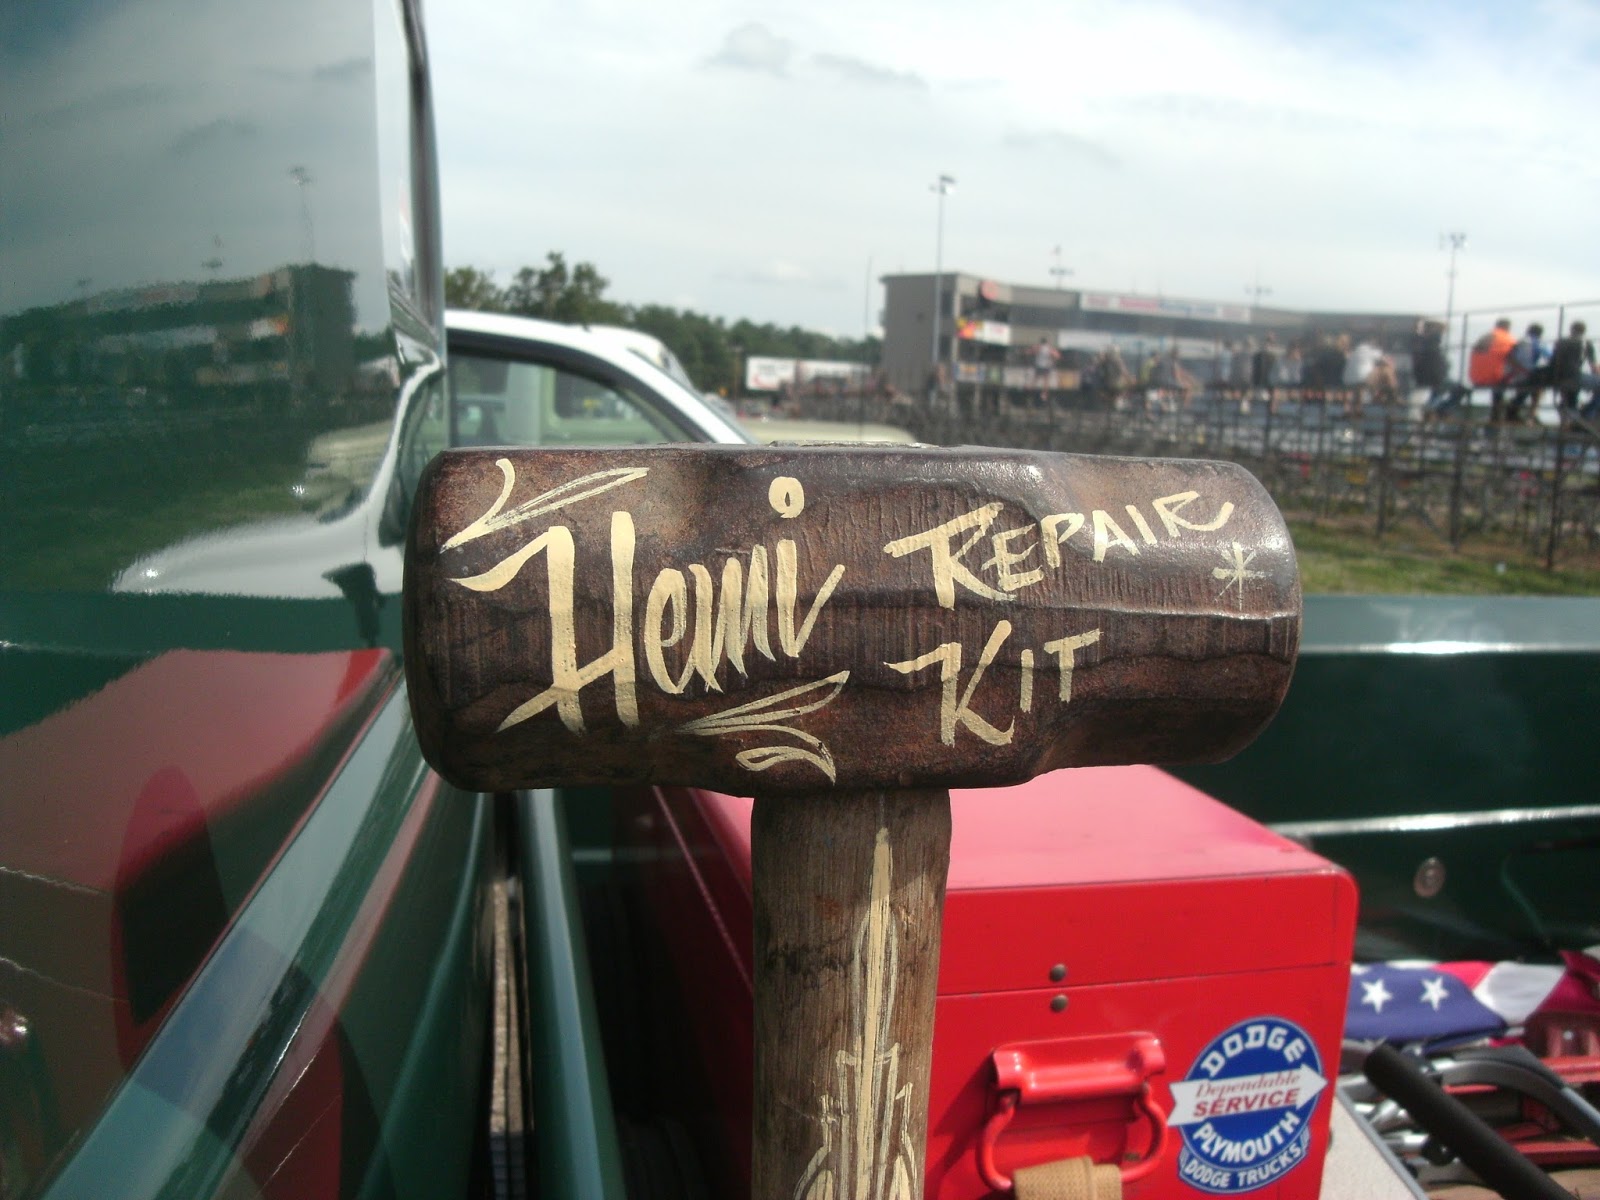 Hemi REPAIR
KIT
DODGE
Dependable
SERVICE
PLYMOUTH
DODGE TRUCKS